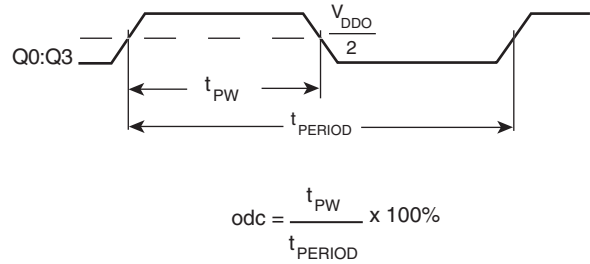 V_DDO
2
Q0:Q3
t_PW
t_PERIOD
odc = t_PW / t_PERIOD x 100%